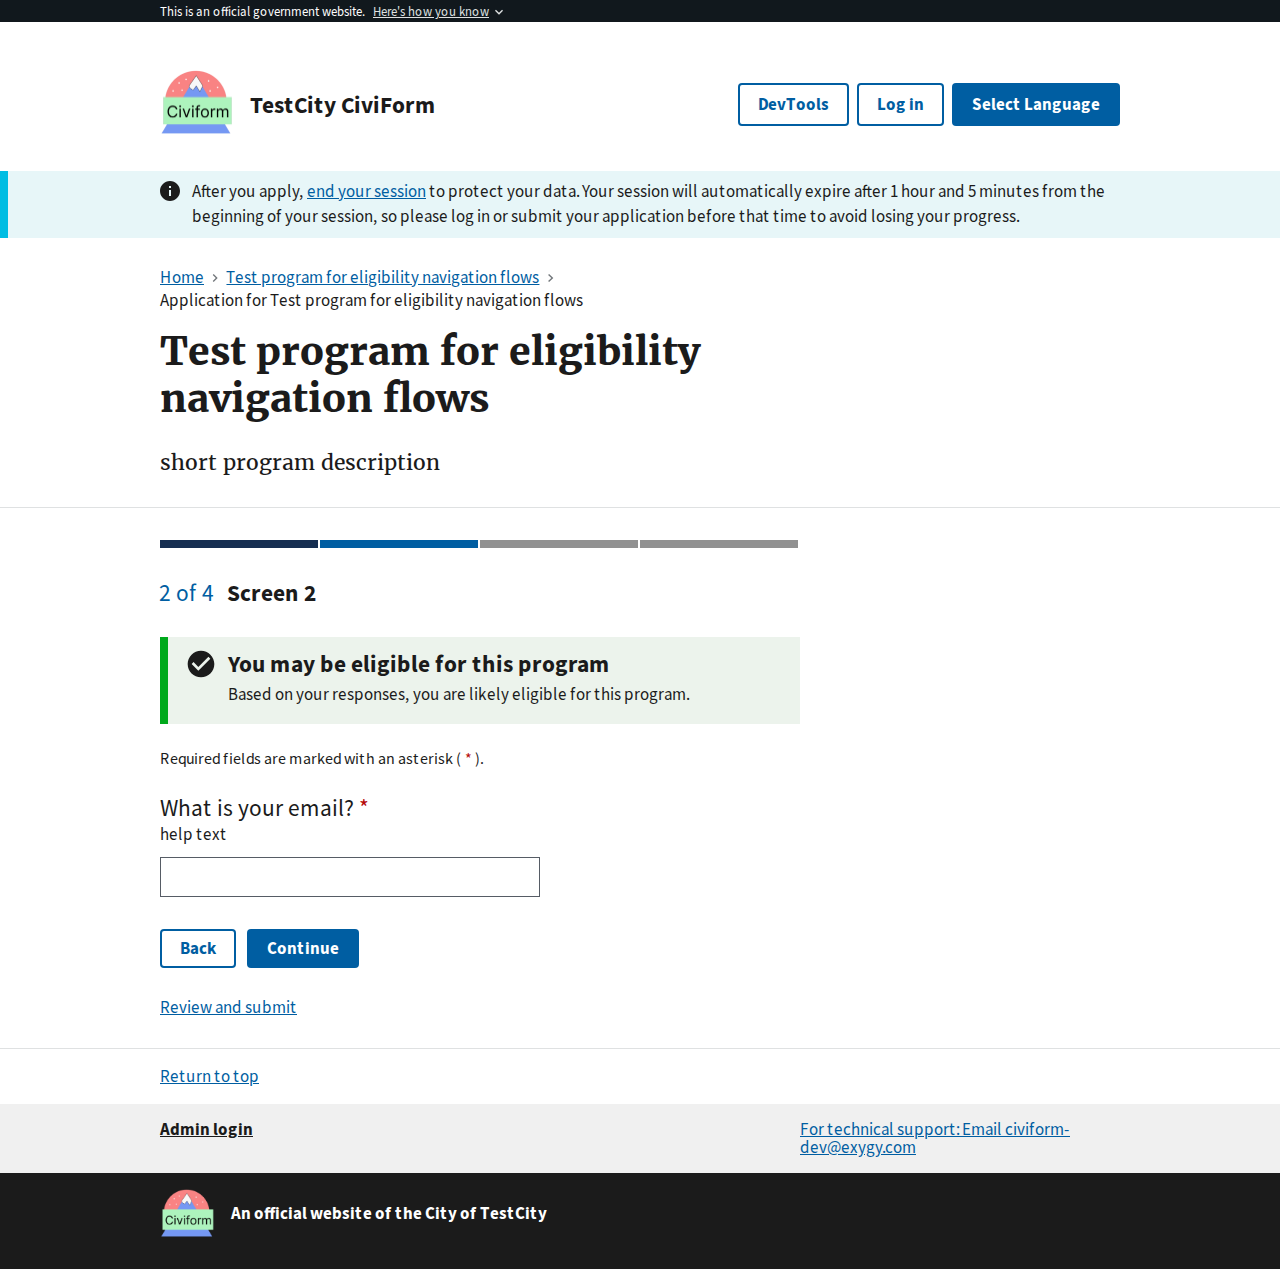 This is an official government website. Here's how you know
Civiform
TestCity CiviForm
DevTools
Log in
Select Language
After you apply, end your session to protect your data. Your session will automatically expire after 1 hour and 5 minutes from the
beginning of your session, so please log in or submit your application before that time to avoid losing your progress.
Home
Test program for eligibility navigation flows
Application for Test program for eligibility navigation flows
Test program for eligibility
navigation flows
short program description
2 of 4 Screen 2
You may be eligible for this program
Based on your responses, you are likely eligible for this program.
Required fields are marked with an asterisk ( * ).
What is your email? *
help text
Back
Continue
Review and submit
Return to top
Admin login
For technical support: Email civiform-
dev@exygy.com
Civiform
An official website of the City of TestCity